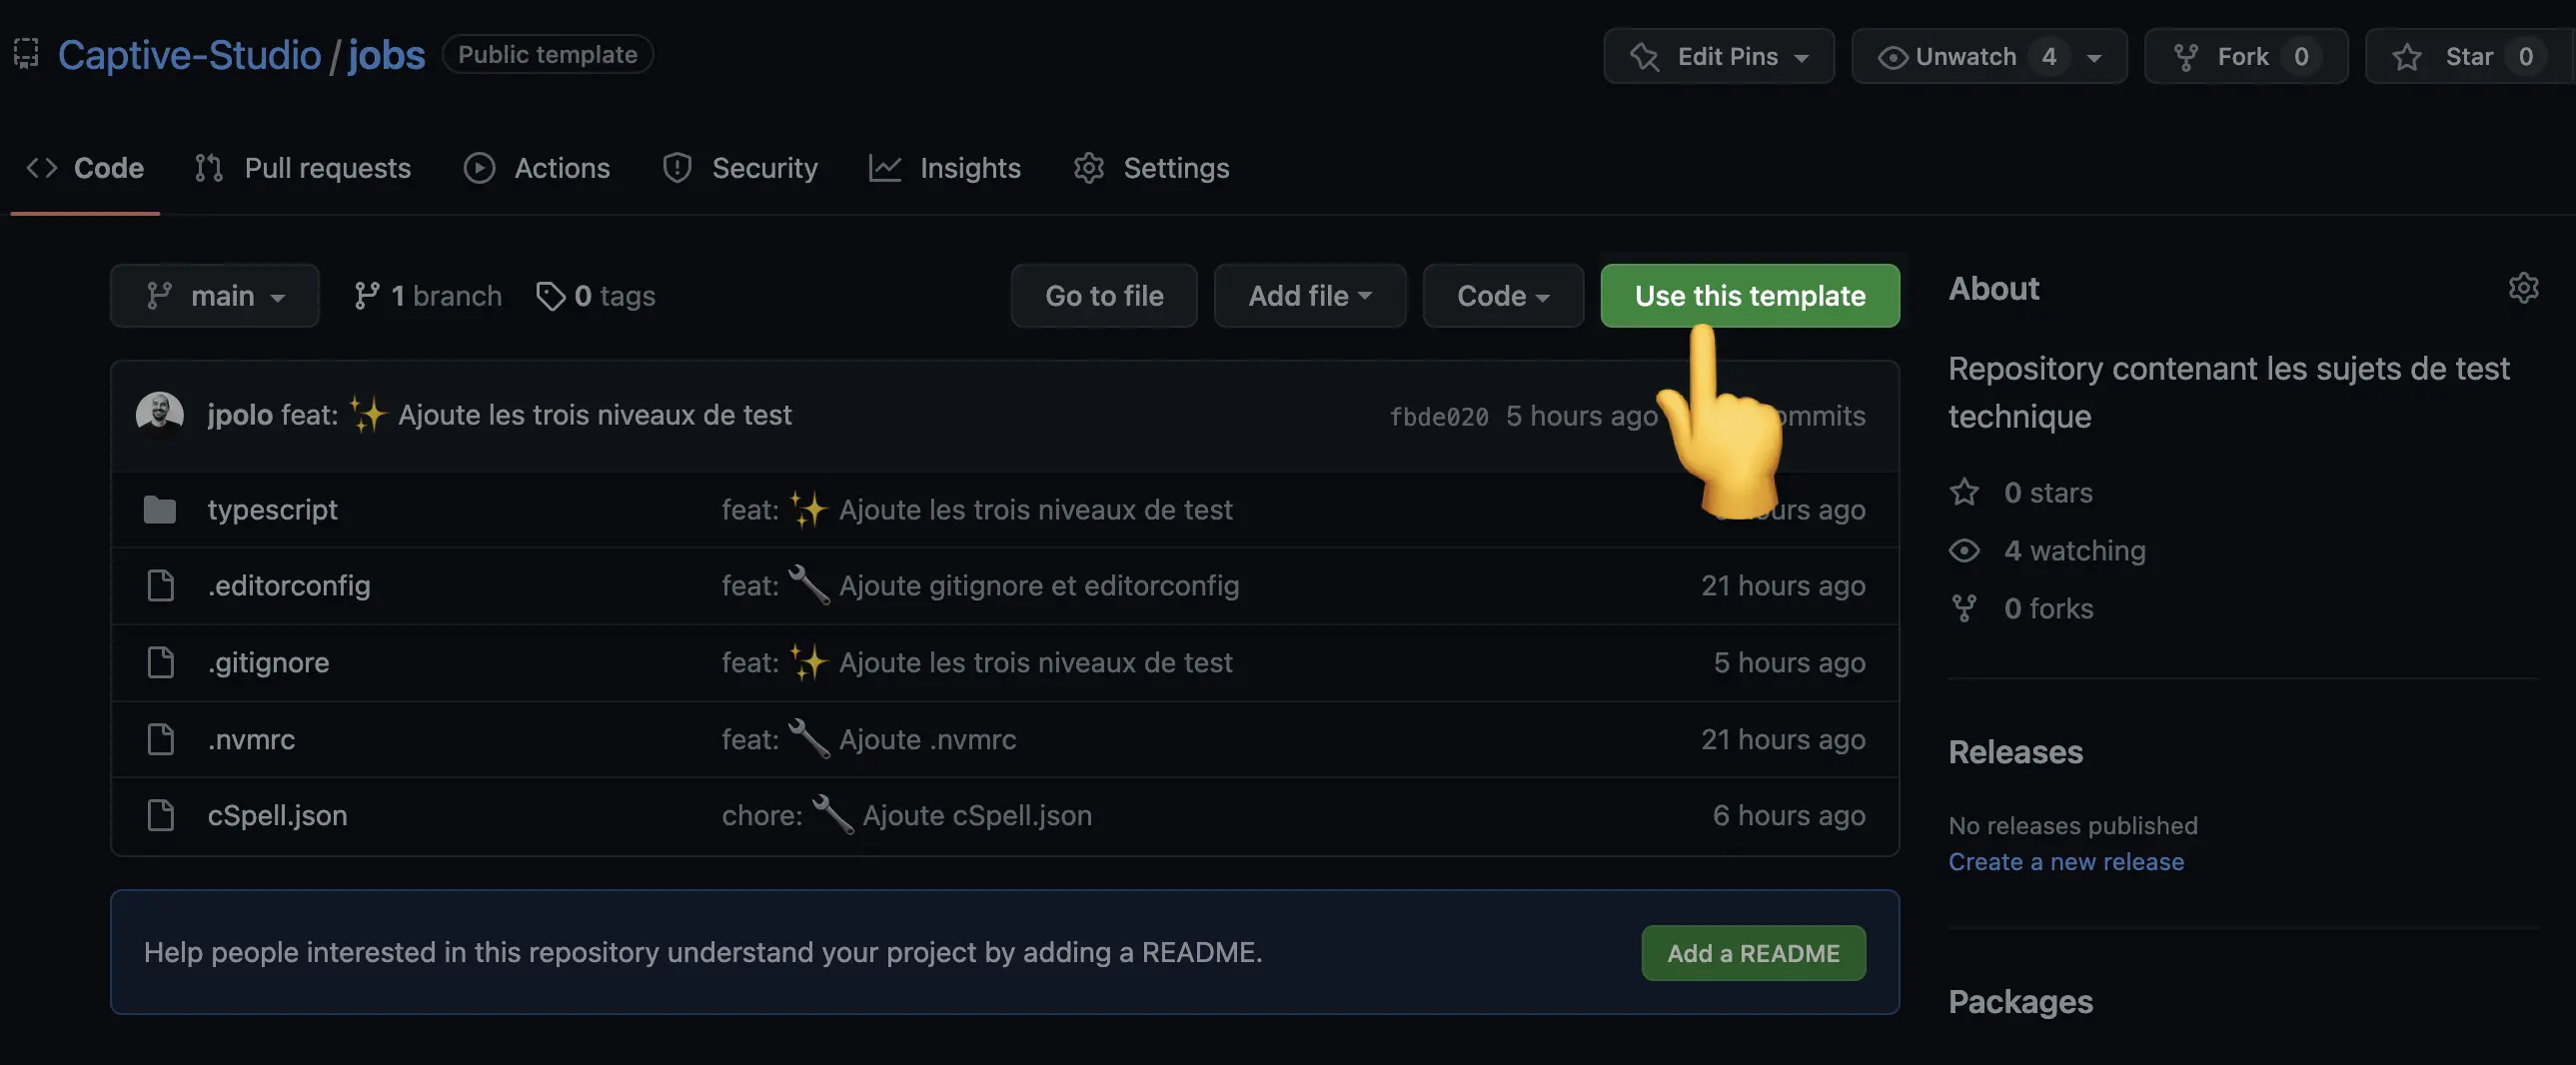 Captive-Studio / jobs Public template Edit Pins Unwatch 4 Fork 0 Star 0
Code Pull requests Actions Security Insights Settings
main 1 branch 0 tags Go to file Add file Code Use this template
jpolo feat: ✨ Ajoute les trois niveaux de test fbde020 5 hours ago
typescript feat: ✨ Ajoute les trois niveaux de test ago
.editorconfig feat: 🔧 Ajoute gitignore et editorconfig 21 hours ago
.gitignore feat: ✨ Ajoute les trois niveaux de test 5 hours ago
.nvmrc feat: 🔧 Ajoute .nvmrc 21 hours ago
cSpell.json chore: 🔧 Ajoute cSpell.json 6 hours ago
Help people interested in this repository understand your project by adding a README. Add a README
About
Repository contenant les sujets de test
technique
0 stars
4 watching
0 forks
Releases
No releases published
Create a new release
Packages